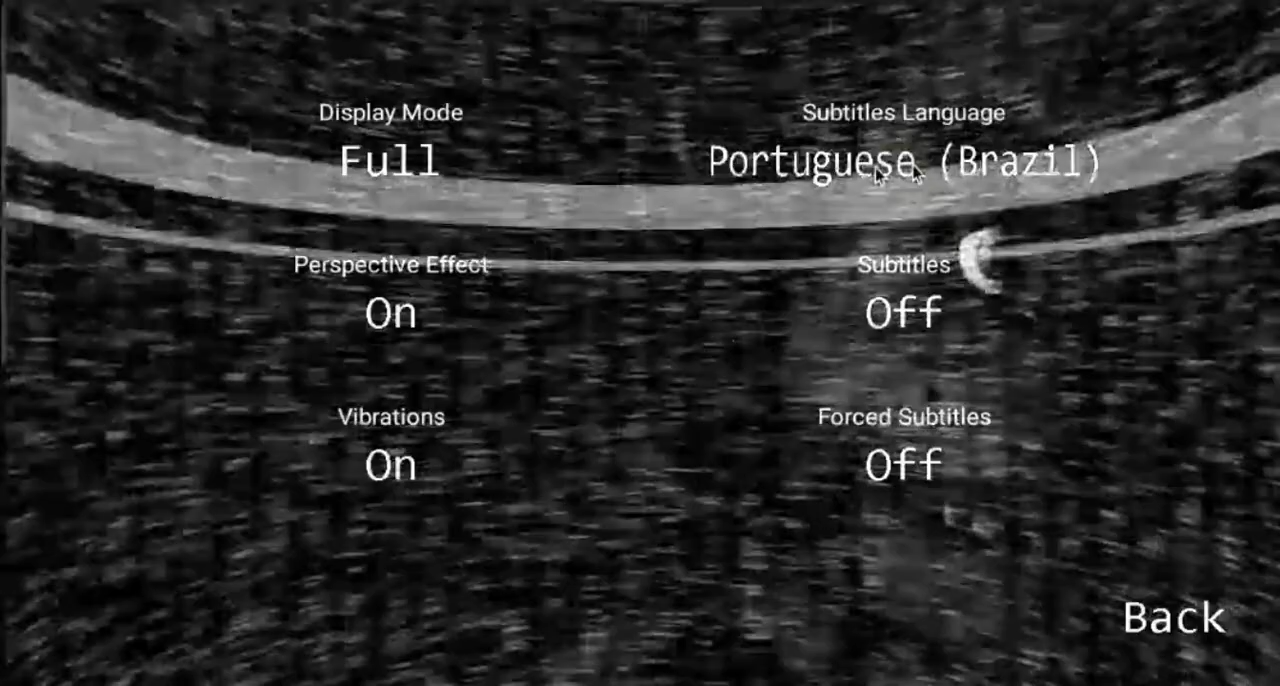 Display Mode
Full
Subtitles Language
Portuguese (Brazil)
Perspective Effect
On
Subtitles
Off
Vibrations
On
Forced Subtitles
Off
Back